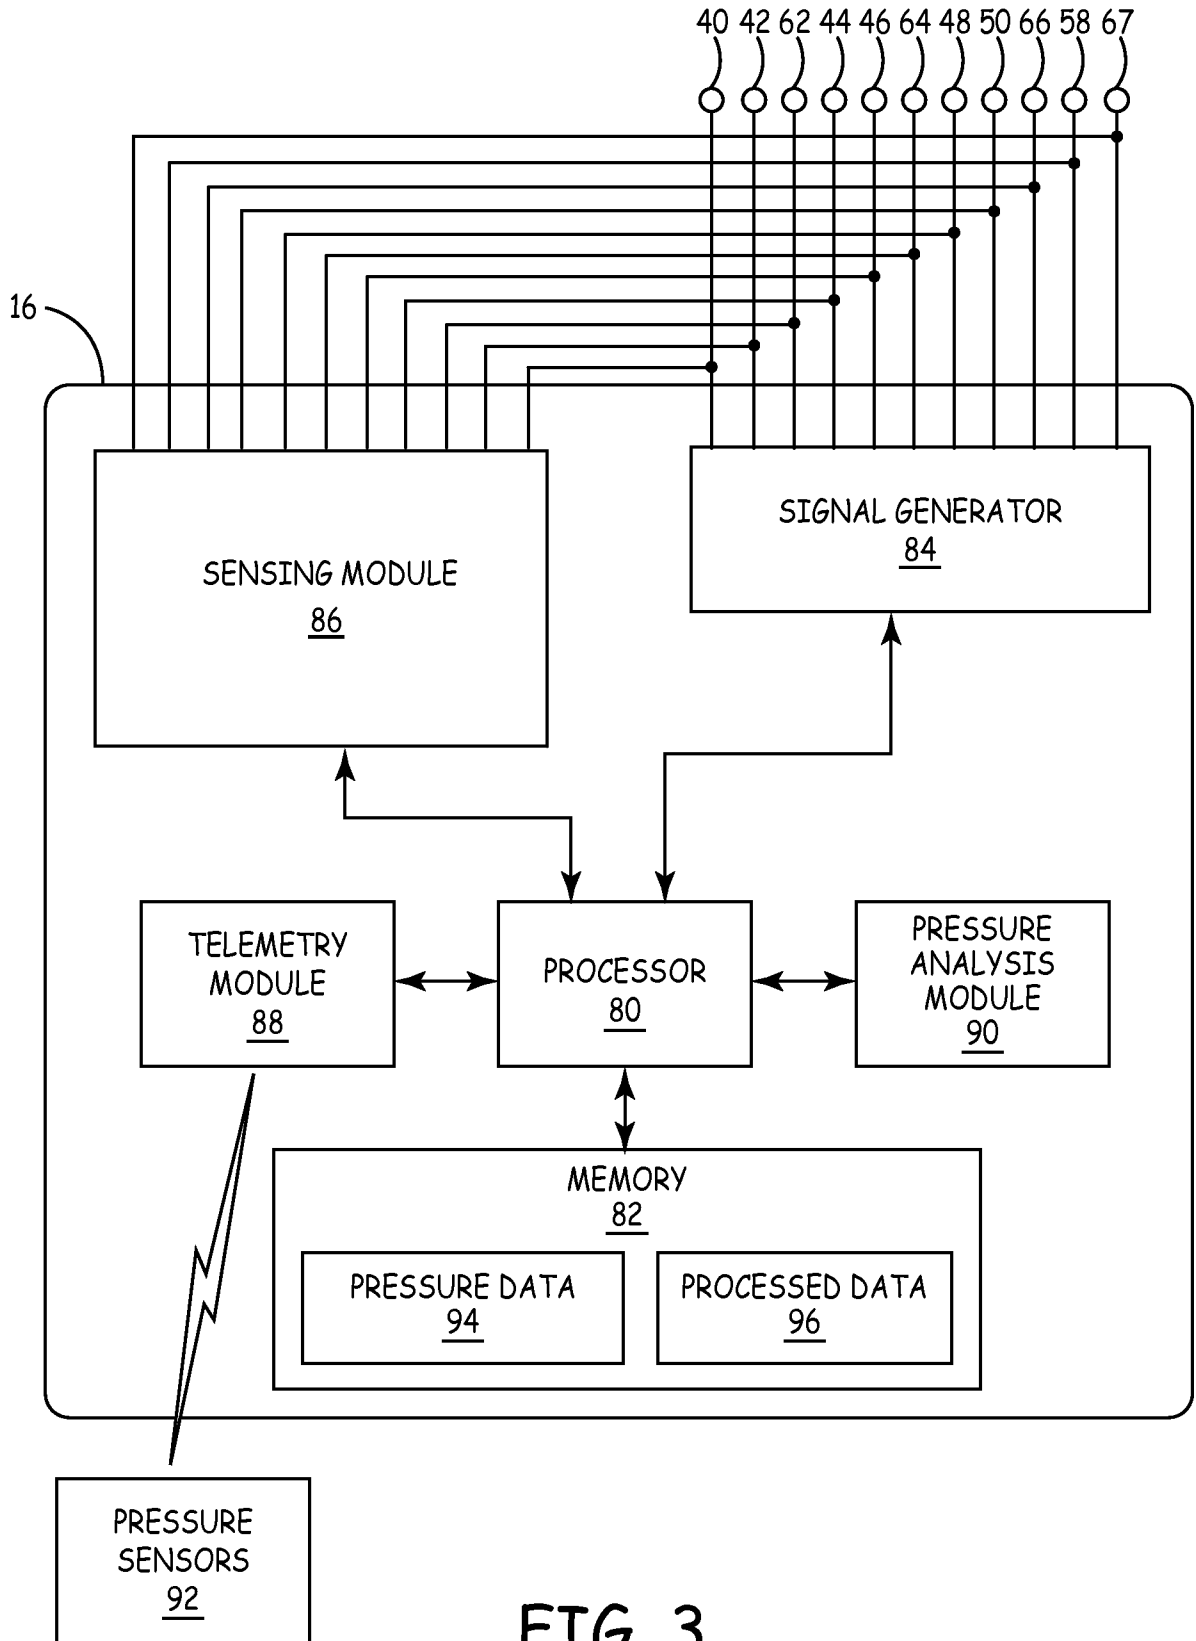 40 42 62 44 46 64 48 50 66 58 67
16
SENSING MODULE
86
SIGNAL GENERATOR
84
TELEMETRY
MODULE
88
PROCESSOR
80
PRESSURE
ANALYSIS
MODULE
90
MEMORY
82
PRESSURE DATA
94
PROCESSED DATA
96
PRESSURE
SENSORS
92
FIG. 3